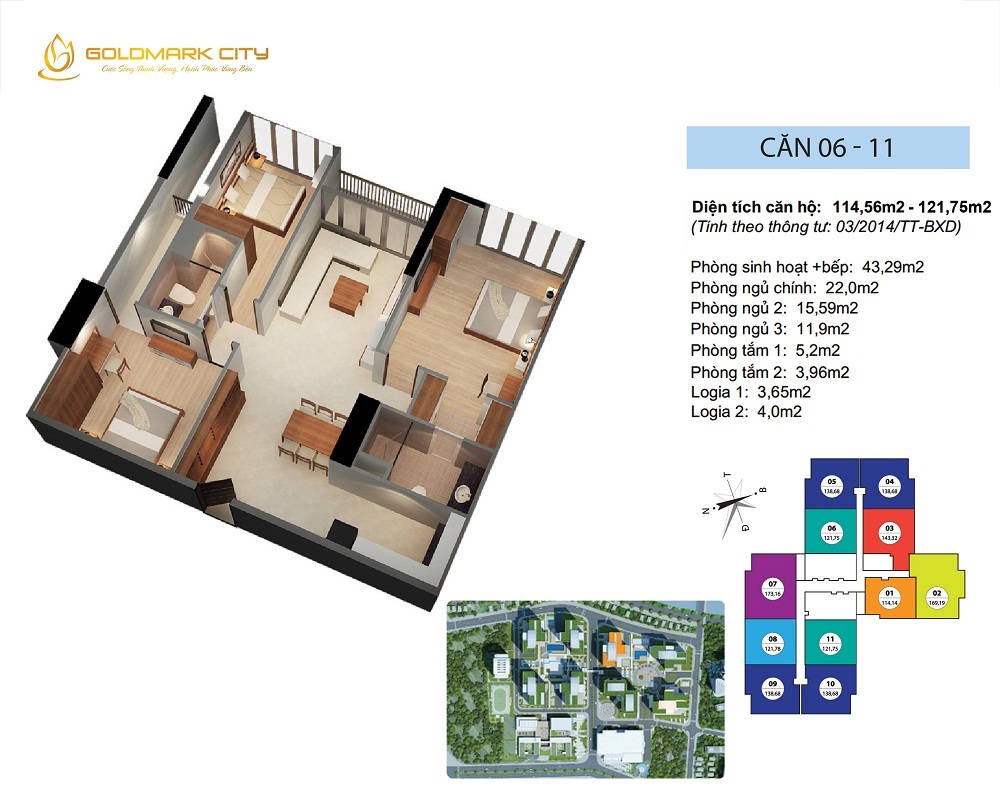 GOLDMARK CITY
Cuộc Sống Thịnh Vượng, Hạnh Phúc Vững Bền
CĂN 06 - 11
Diện tích căn hộ: 114,56m2 - 121,75m2
(Tính theo thông tư: 03/2014/TT-BXD)
Phòng sinh hoạt +bếp: 43,29m2
Phòng ngủ chính: 22,0m2
Phòng ngủ 2: 15,59m2
Phòng ngủ 3: 11,9m2
Phòng tắm 1: 5,2m2
Phòng tắm 2: 3,96m2
Logia 1: 3,65m2
Logia 2: 4,0m2
T
B
N
Đ
05
138,68
04
138,68
06
121,75
03
143,32
07
173,16
01
114,14
02
169,19
08
121,78
11
121,75
09
138,68
10
138,68